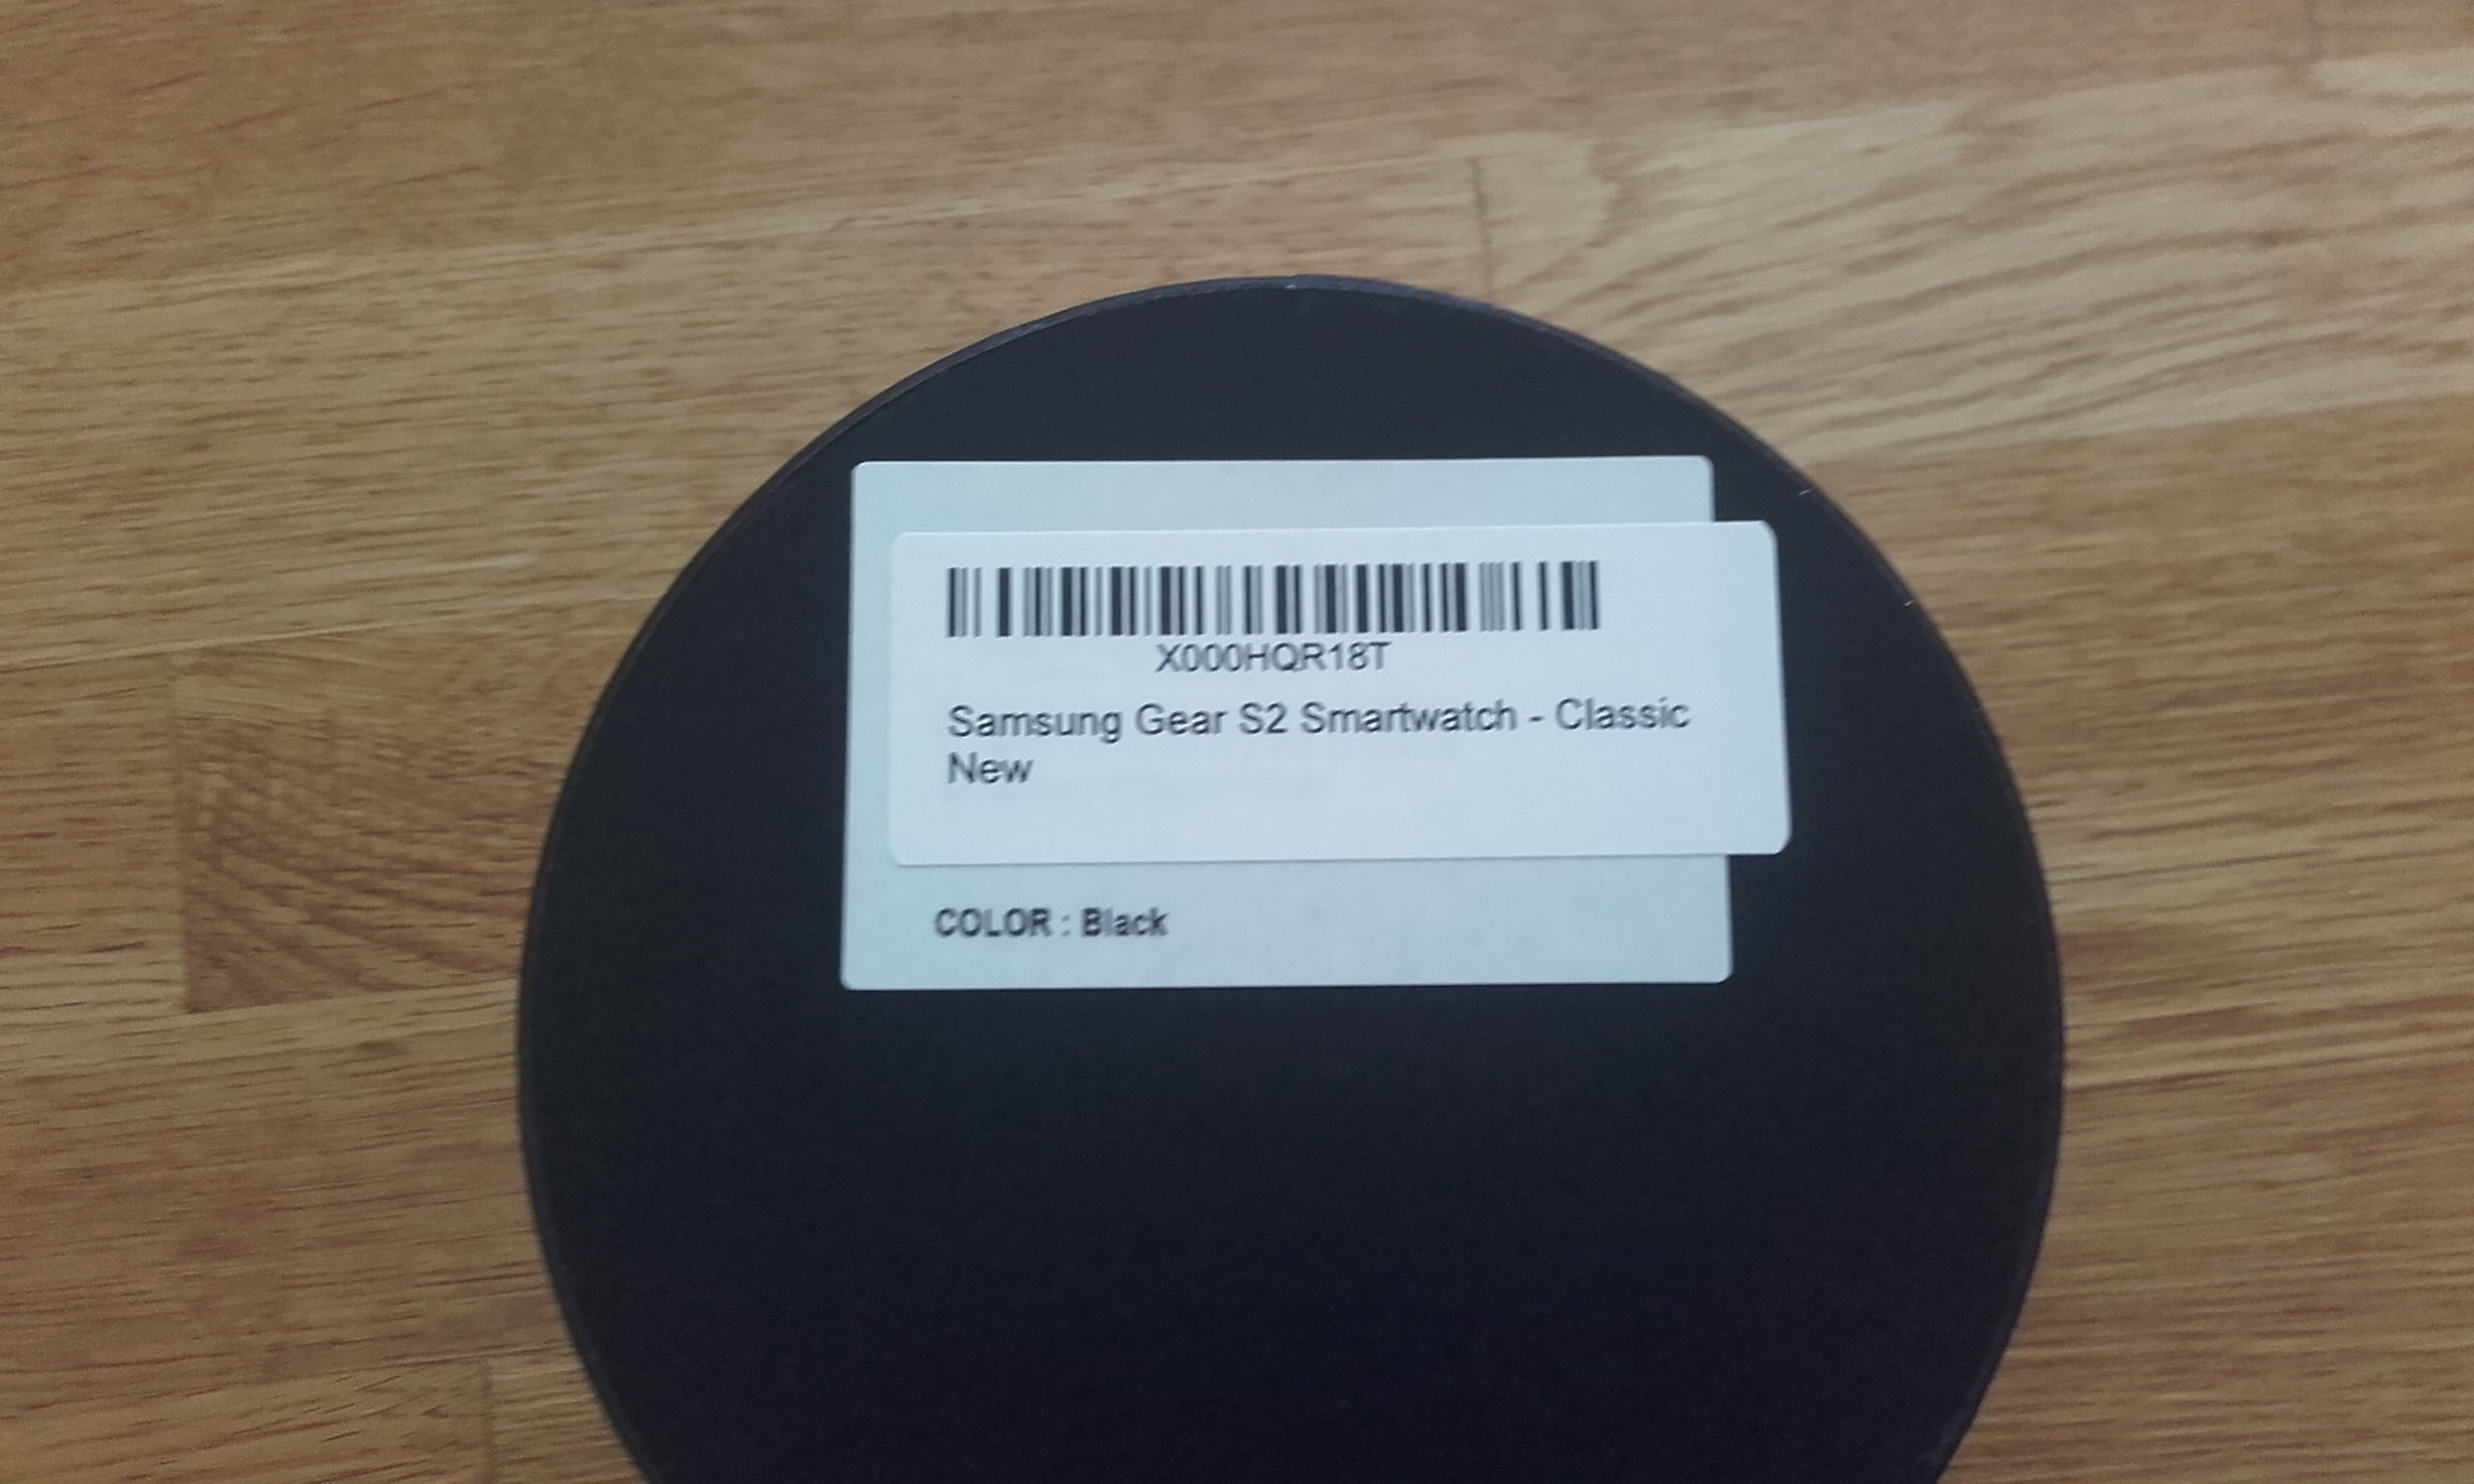 X000HQR18T
Samsung Gear S2 Smartwatch - Classic
New
COLOR : Black